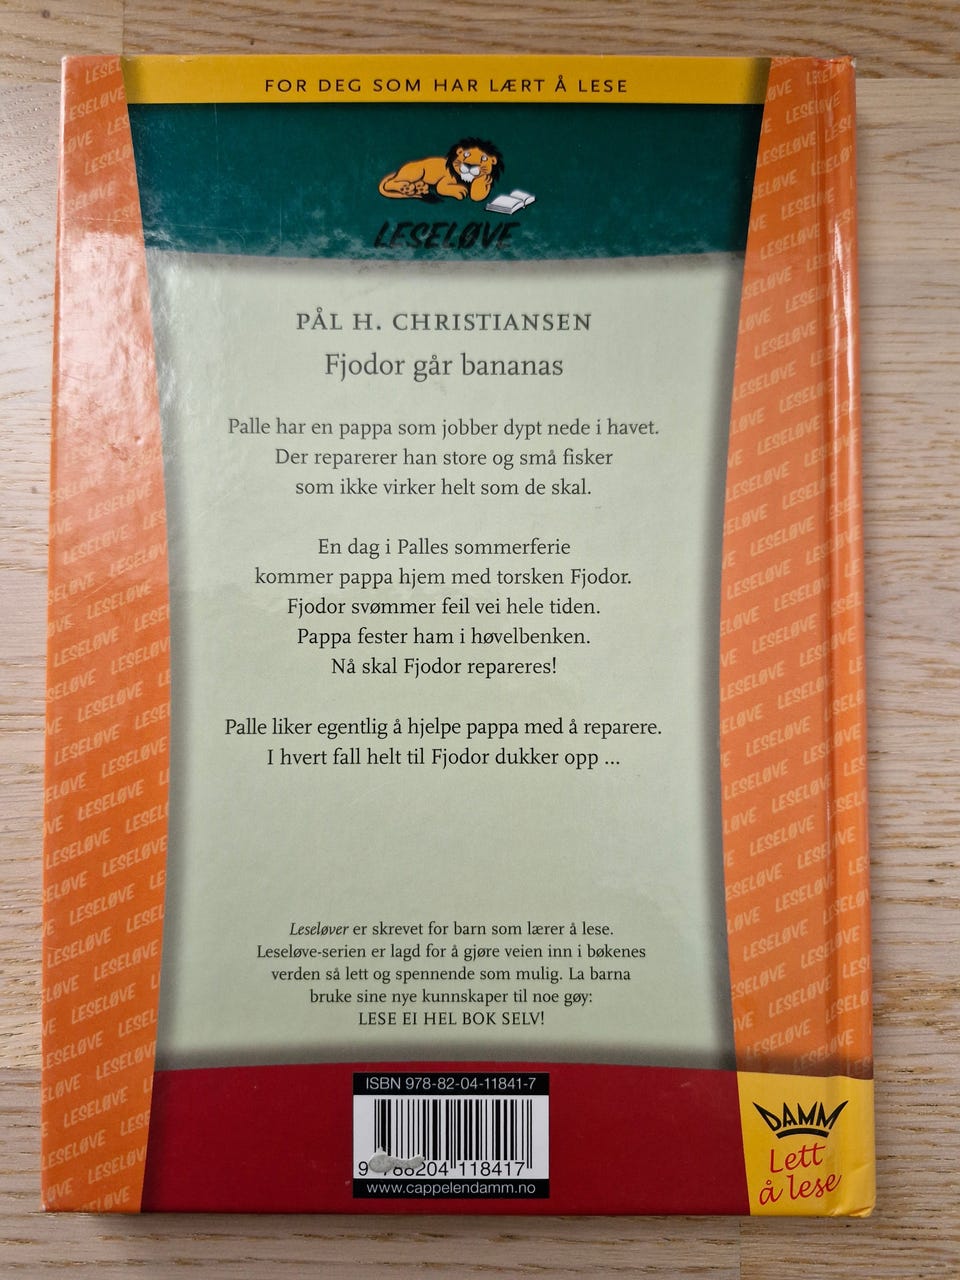 FOR DEG SOM HAR LÆRT Å LESE
LESELØVE
PÅL H. CHRISTIANSEN
Fjodor går bananas
Palle har en pappa som jobber dypt nede i havet.
Der reparerer han store og små fisker
som ikke virker helt som de skal.
En dag i Palles sommerferie
kommer pappa hjem med torsken Fjodor.
Fjodor svømmer feil vei hele tiden.
Pappa fester ham i høvelbenken.
Nå skal Fjodor repareres!
Palle liker egentlig å hjelpe pappa med å reparere.
I hvert fall helt til Fjodor dukker opp ...
Leseløver er skrevet for barn som lærer å lese.
Leseløve-serien er lagd for å gjøre veien inn i bøkenes
verden så lett og spennende som mulig. La barna
bruke sine nye kunnskaper til noe gøy:
LESE EI HEL BOK SELV!
ISBN 978-82-04-11841-7
9 788204 118417
www.cappelendamm.no
DAMM
Lett
å lese